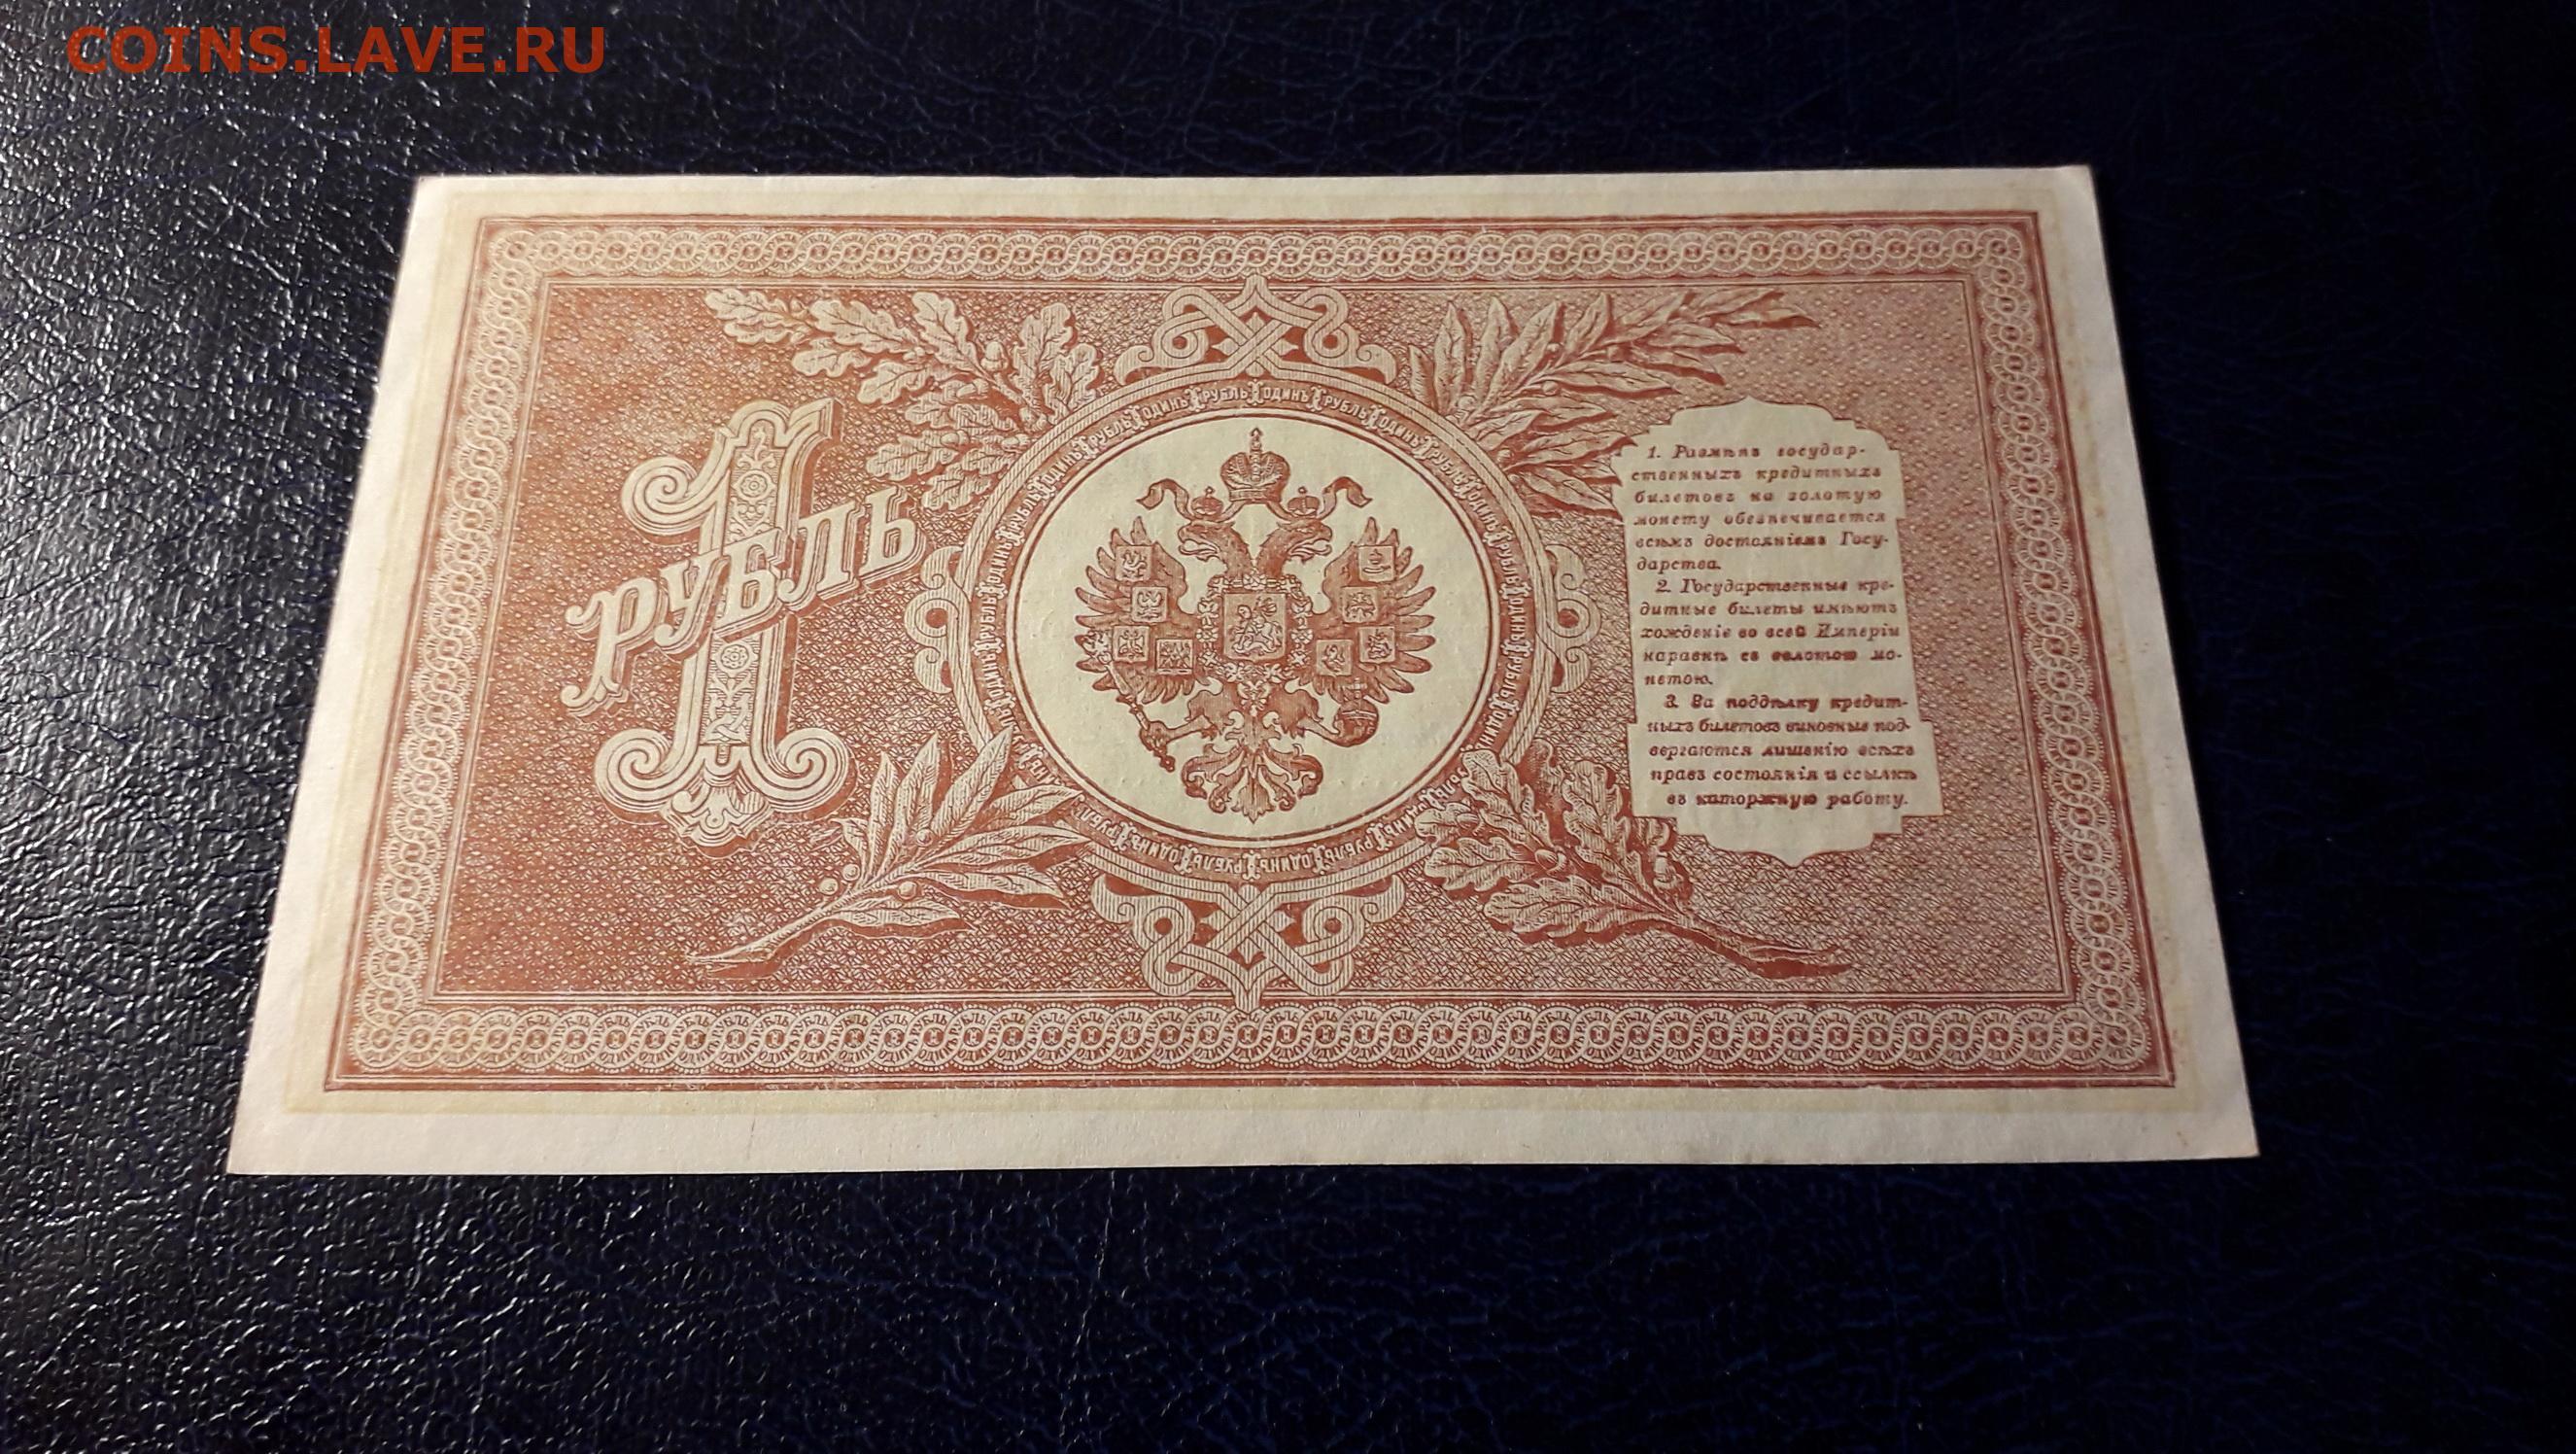 COINS.LAVE.RU
1
РУБЛЬ
1. Размѣнъ государ-
ственныхъ кредитныхъ
билетовъ на золотую
монету обезпечивается
всѣмъ достояніемъ Госу-
дарства.
2. Государственные кре-
дитные билеты имѣютъ
хожденіе во всей Имперіи
наравнѣ съ золотою мо-
нетою.
3. За поддѣлку кредит-
ныхъ билетовъ виновные под-
вергаются лишенію всѣхъ
правъ состоянія и ссылкѣ
въ каторжную работу.